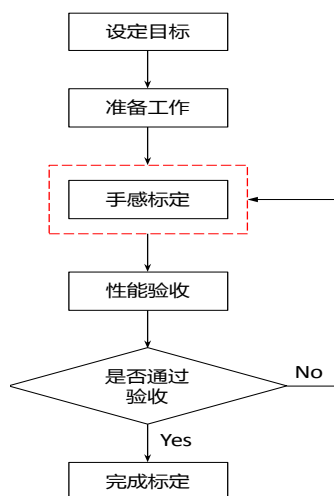 设定目标
准备工作
手感标定
性能验收
是否通过
验收
No
Yes
完成标定